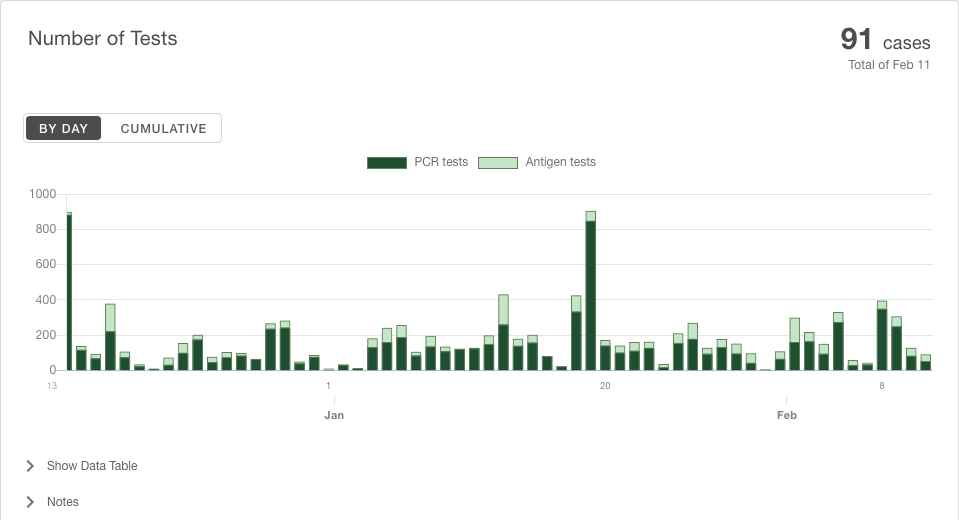 Number of Tests
91 cases
Total of Feb 11
BY DAY CUMULATIVE
PCR tests Antigen tests
1000
800
600
400
200
0
13 1 20 8
Jan Feb
Show Data Table
Notes